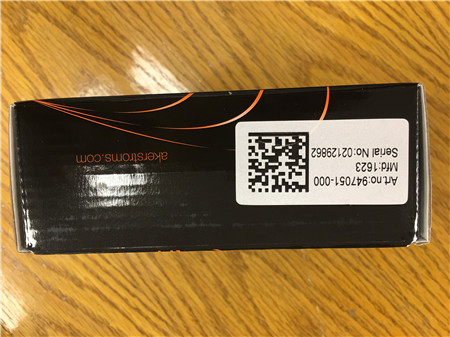 Art.no:947051-000
Mfd:1623
Serial No:02129862
akerstroms.com